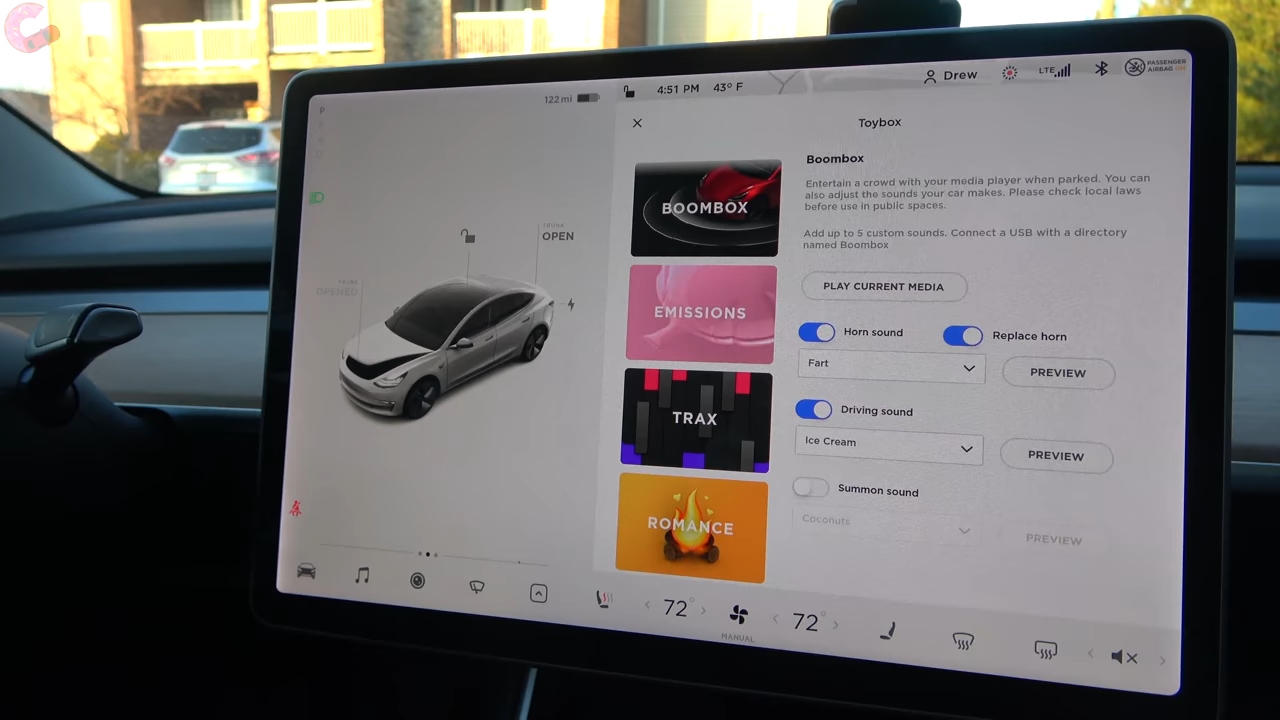 122 mi
4:51 PM 43° F
Drew
LTE
PASSENGER
AIRBAG ON
P
Toybox
Boombox
Entertain a crowd with your media player when parked. You can
also adjust the sounds your car makes. Please check local laws
before use in public spaces.
Add up to 5 custom sounds. Connect a USB with a directory
named Boombox
PLAY CURRENT MEDIA
Horn sound
Replace horn
Fart
PREVIEW
Driving sound
Ice Cream
PREVIEW
Summon sound
Coconuts
PREVIEW
BOOMBOX
EMISSIONS
TRAX
ROMANCE
TRUNK
OPEN
OPENED
72°
MANUAL
72°